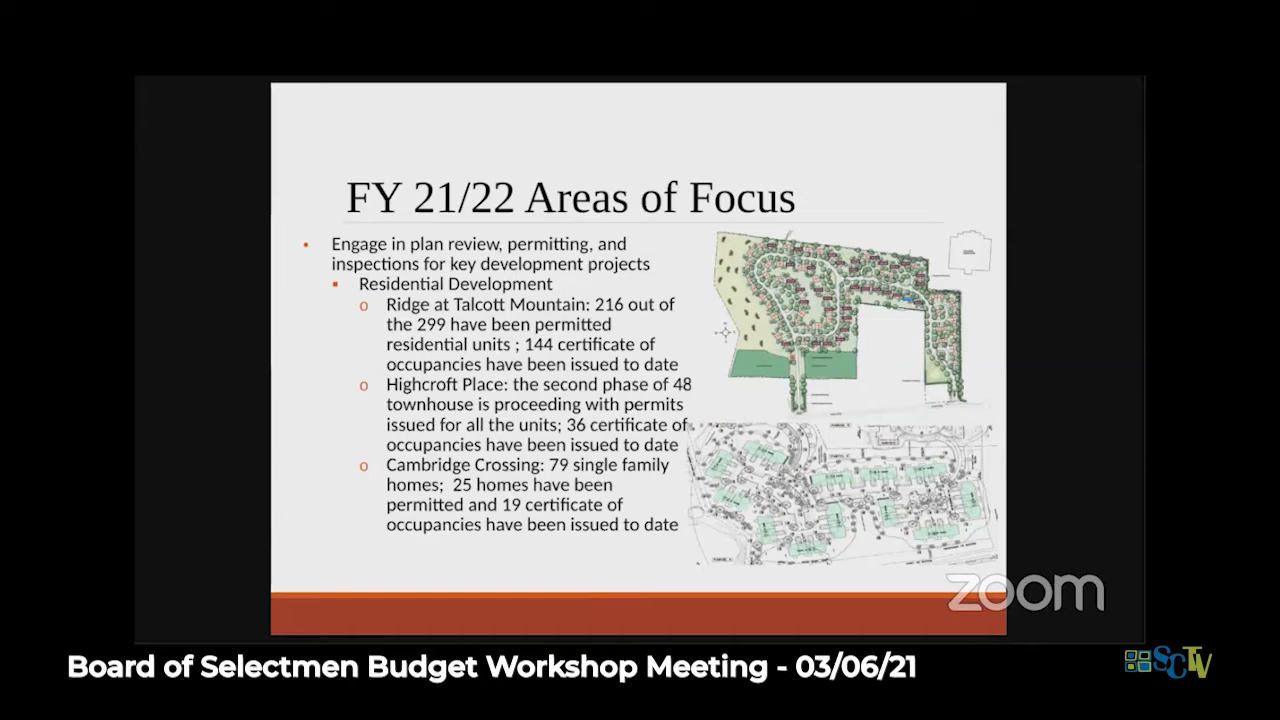 FY 21/22 Areas of Focus
• Engage in plan review, permitting, and
inspections for key development projects
▪ Residential Development
o Ridge at Talcott Mountain: 216 out of
the 299 have been permitted
residential units ; 144 certificate of
occupancies have been issued to date
o Highcroft Place: the second phase of 48
townhouse is proceeding with permits
issued for all the units; 36 certificate of
occupancies have been issued to date
o Cambridge Crossing: 79 single family
homes; 25 homes have been
permitted and 19 certificate of
occupancies have been issued to date
zoom
Board of Selectmen Budget Workshop Meeting - 03/06/21
SCTV